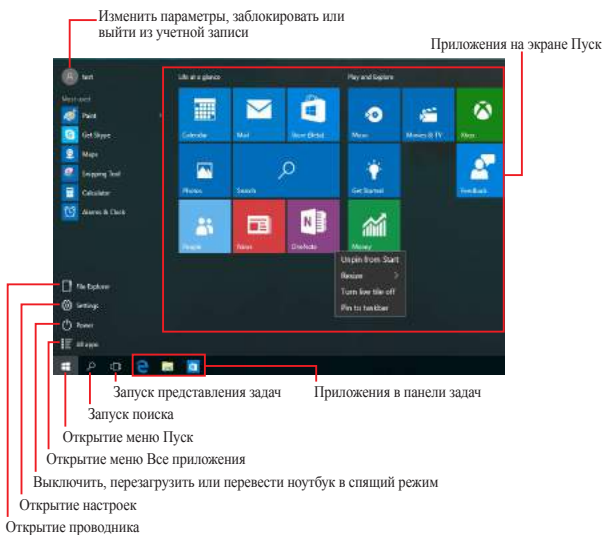 Изменить параметры, заблокировать или
выйти из учетной записи
Приложения на экране Пуск
test
Life at a glance
Play and Explore
Most used
Paint
Get Skype
Maps
Snipping Tool
Calculator
Alarms & Clock
Calendar
Mail
Store (Beta)
Music
Movies & TV
Xbox
Photos
Search
Get Started
Feedback
People
News
OneNote
Money
Unpin from Start
Resize
Turn live tile off
Pin to taskbar
File Explorer
Settings
Power
All apps
Запуск представления задач
Приложения в панели задач
Запуск поиска
Открытие меню Пуск
Открытие меню Все приложения
Выключить, перезагрузить или перевести ноутбук в спящий режим
Открытие настроек
Открытие проводника